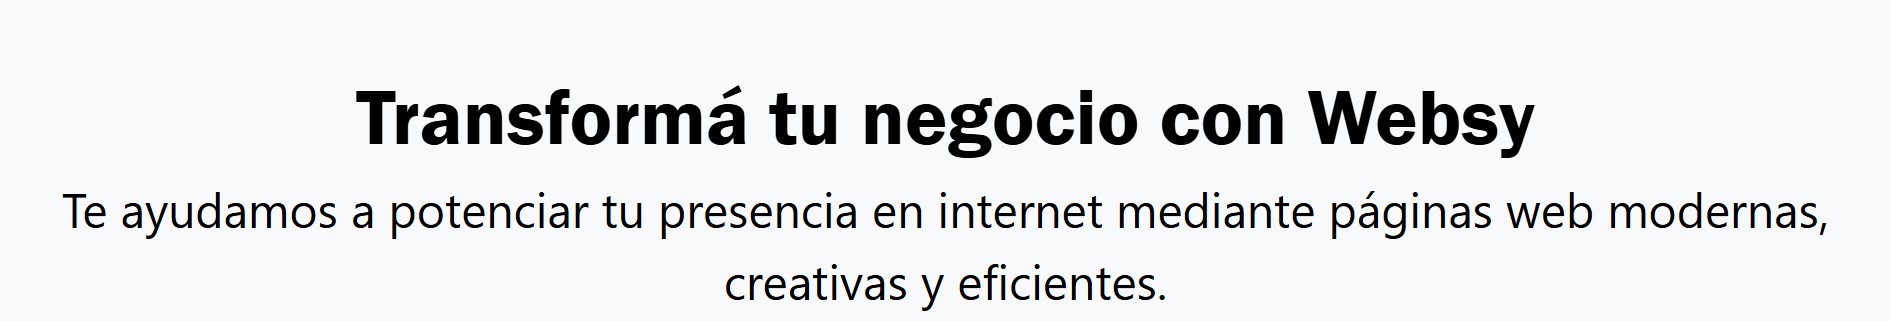 Transformá tu negocio con Websy
Te ayudamos a potenciar tu presencia en internet mediante páginas web modernas,
creativas y eficientes.